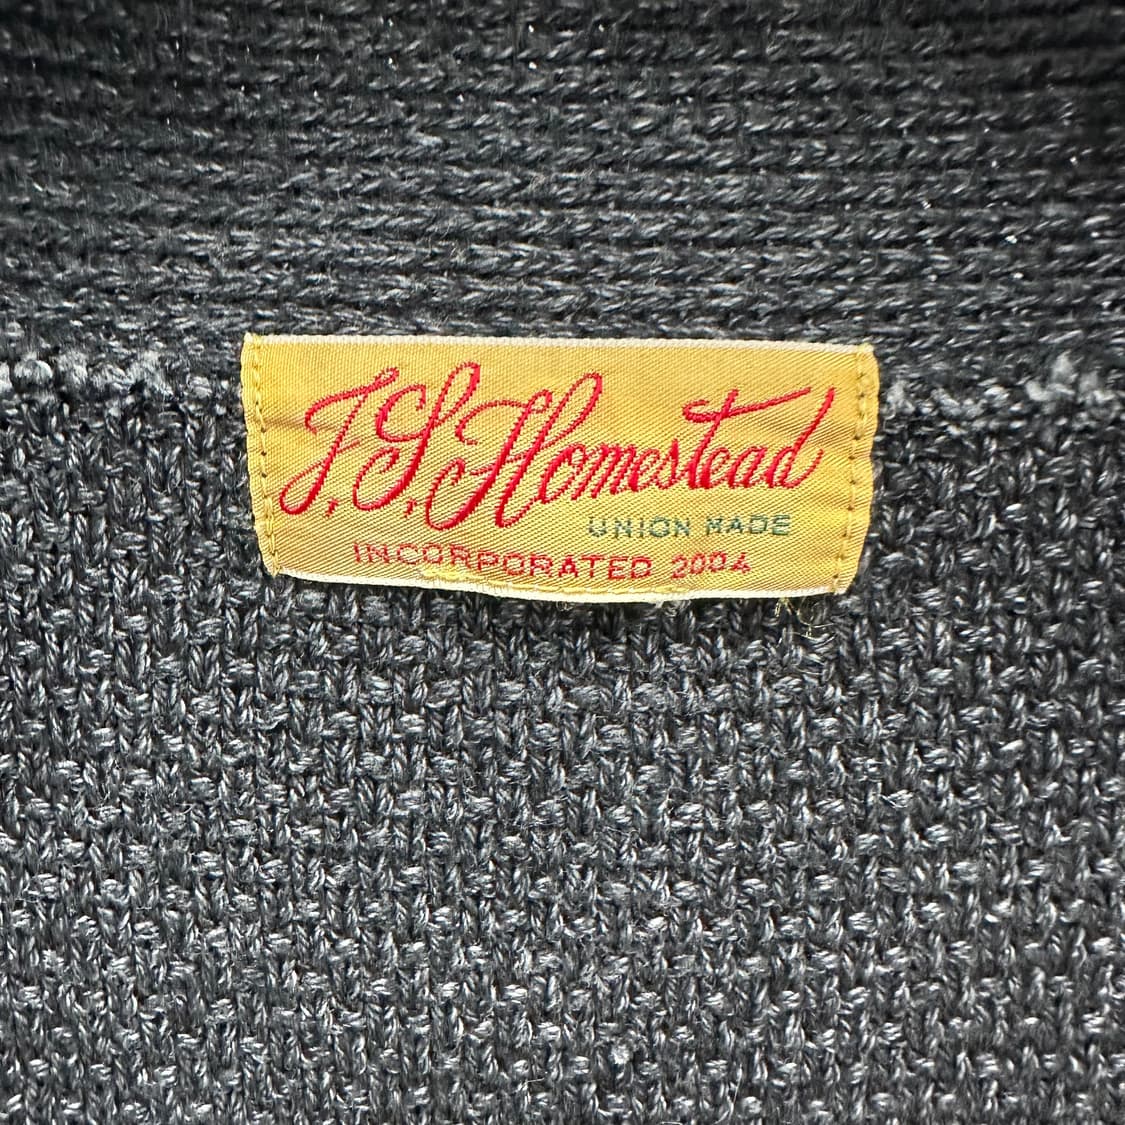 J.S. Homestead
UNION MADE
INCORPORATED 2004